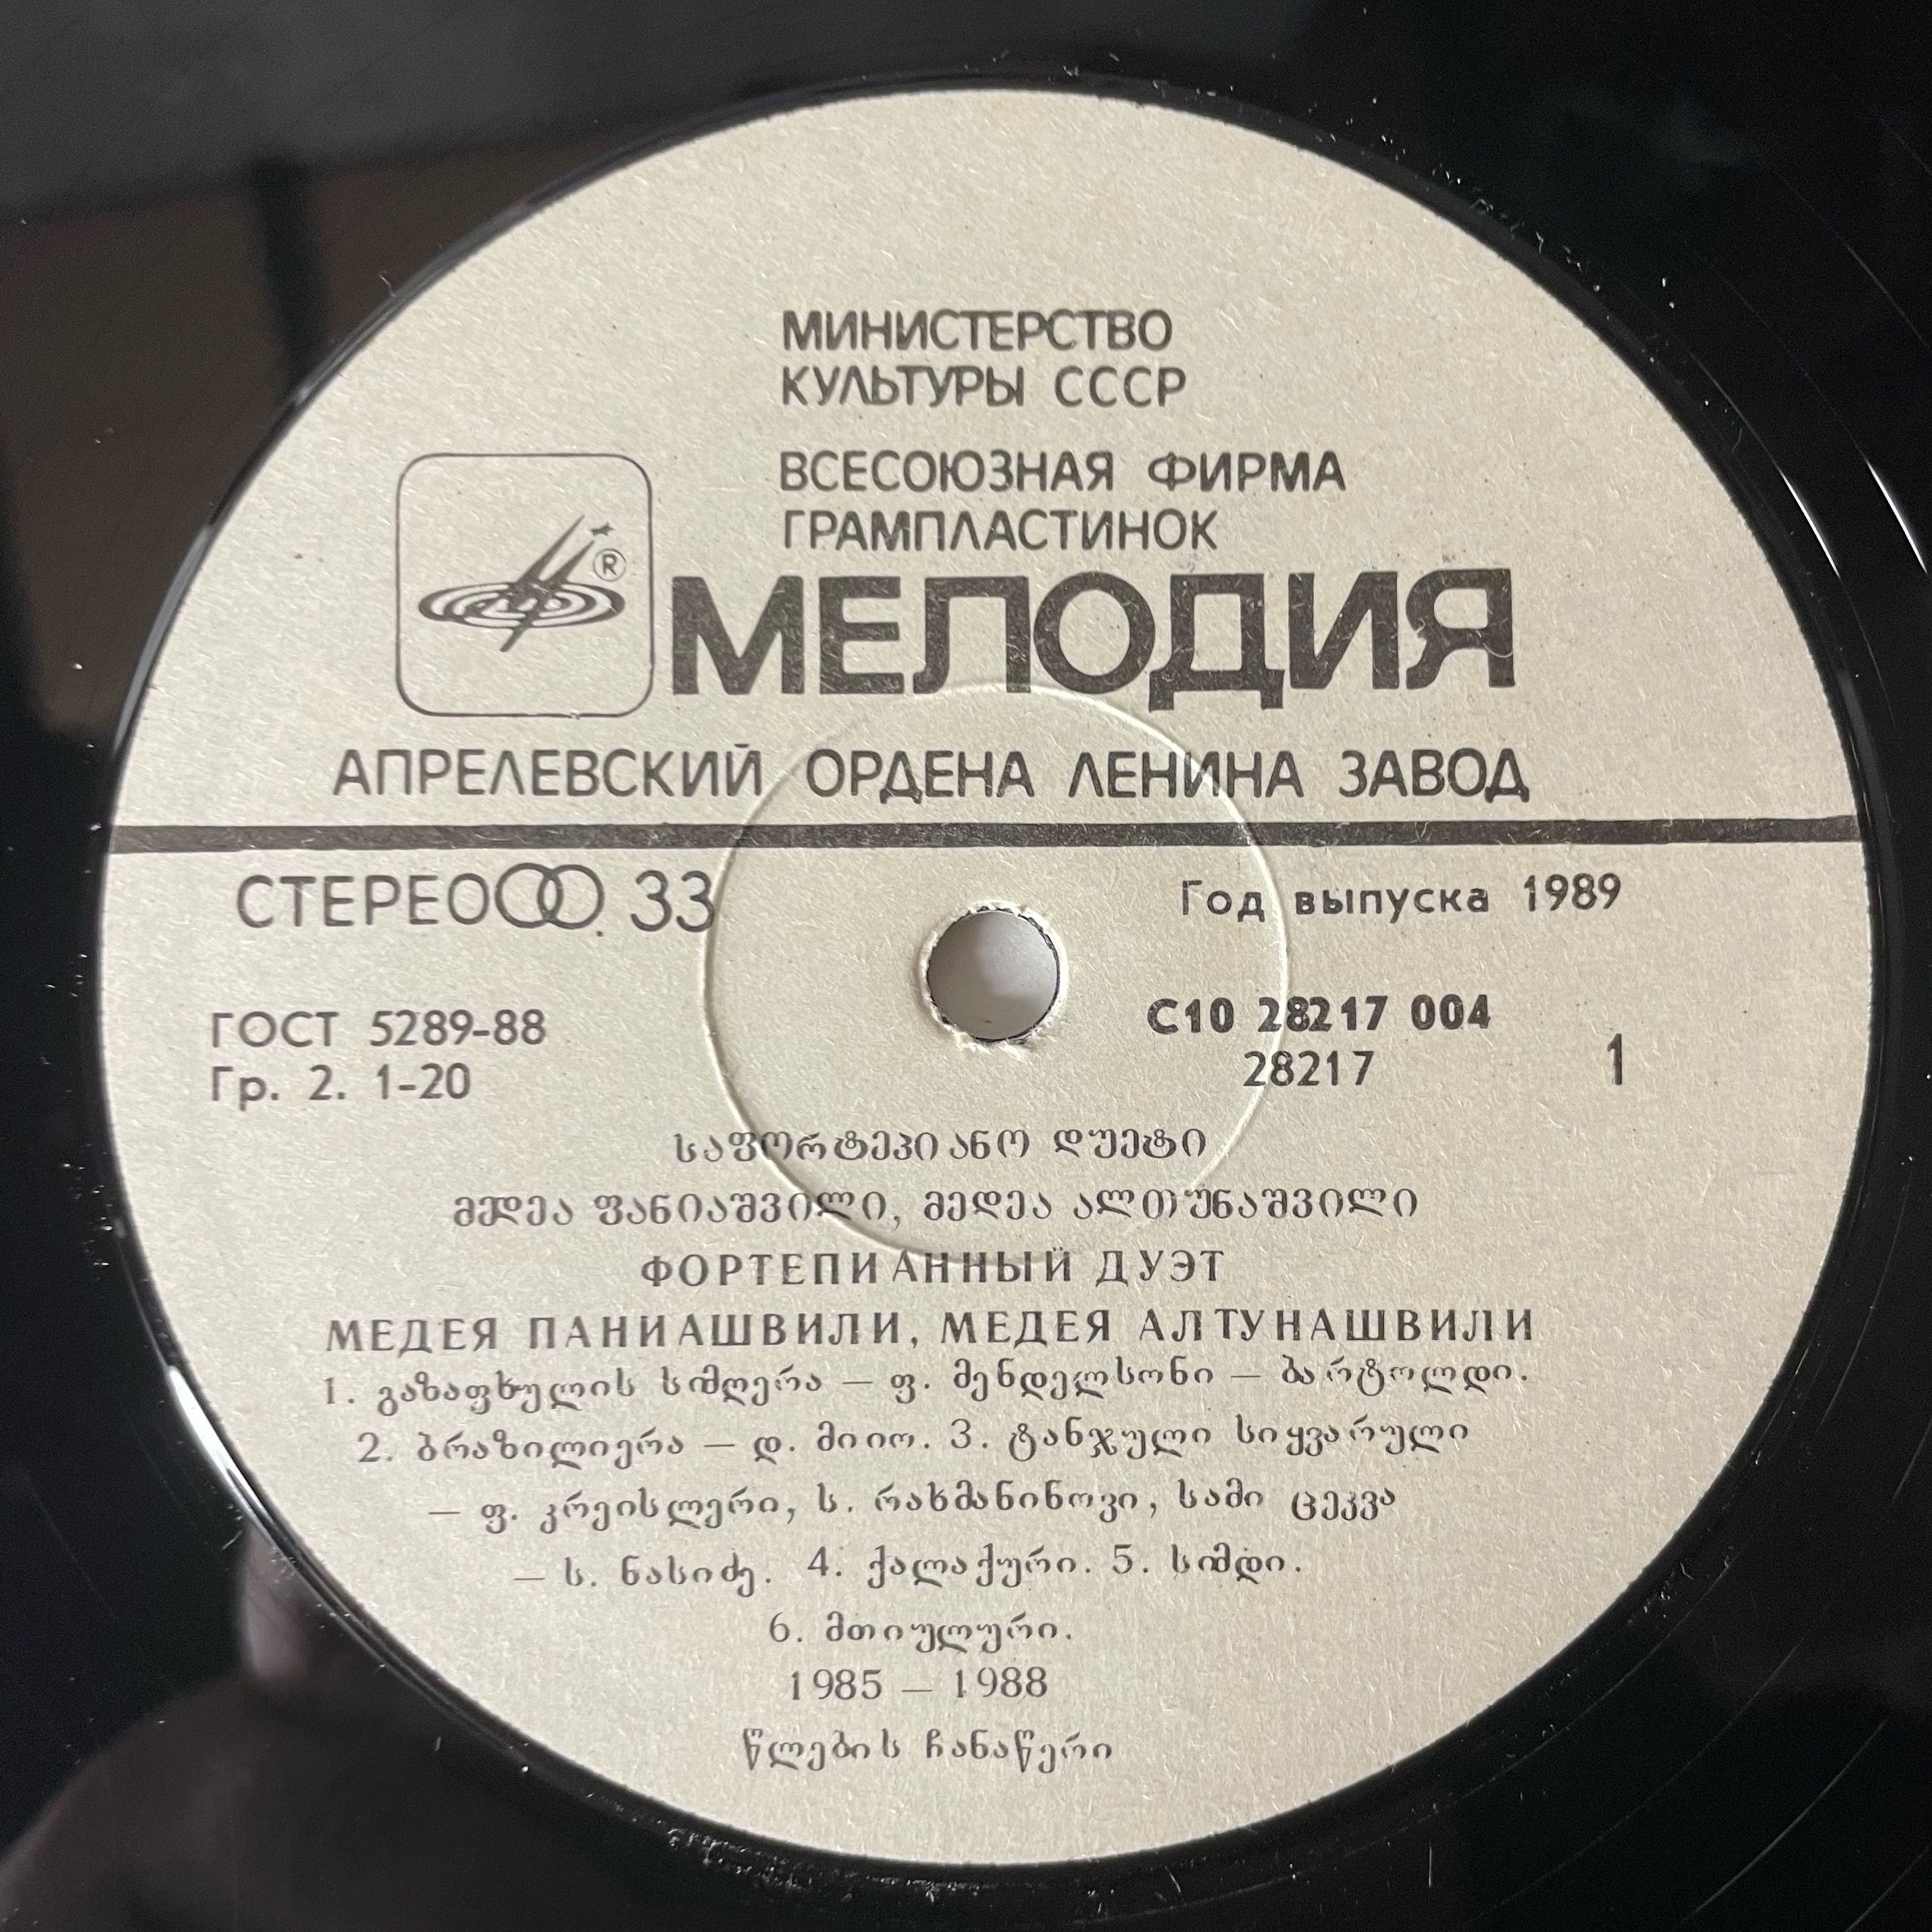 МИНИСТЕРСТВО
КУЛЬТУРЫ СССР
ВСЕСОЮЗНАЯ ФИРМА
ГРАМПЛАСТИНОК
®
МЕЛОДИЯ
АПРЕЛЕВСКИЙ ОРДЕНА ЛЕНИНА ЗАВОД
СТЕРЕО 33
Год выпуска 1989
ГОСТ 5289-88
Гр. 2. 1-20
С10 28217 004
28217
1
საფორტეპიანო დუეტი
მედეა ფანიაშვილი, მედეა ალთუნაშვილი
ФОРТЕПИАННЫЙ ДУЭТ
МЕДЕЯ ПАНИАШВИЛИ, МЕДЕЯ АЛТУНАШВИЛИ
1. გაზაფხულის სიმღერა — ფ. მენდელსონი — ბარტოლდი.
2. ბრაზილიერა — დ. მიიო. 3. ტანჯული სიყვარული
— ფ. კრეისლერი, ს. რახმანინოვი, სამი ცეკვა
— ს. ნასიძე. 4. ქალაქური. 5. სიმდი.
6. მთიულური.
1985 — 1988
წლების ჩანაწერი